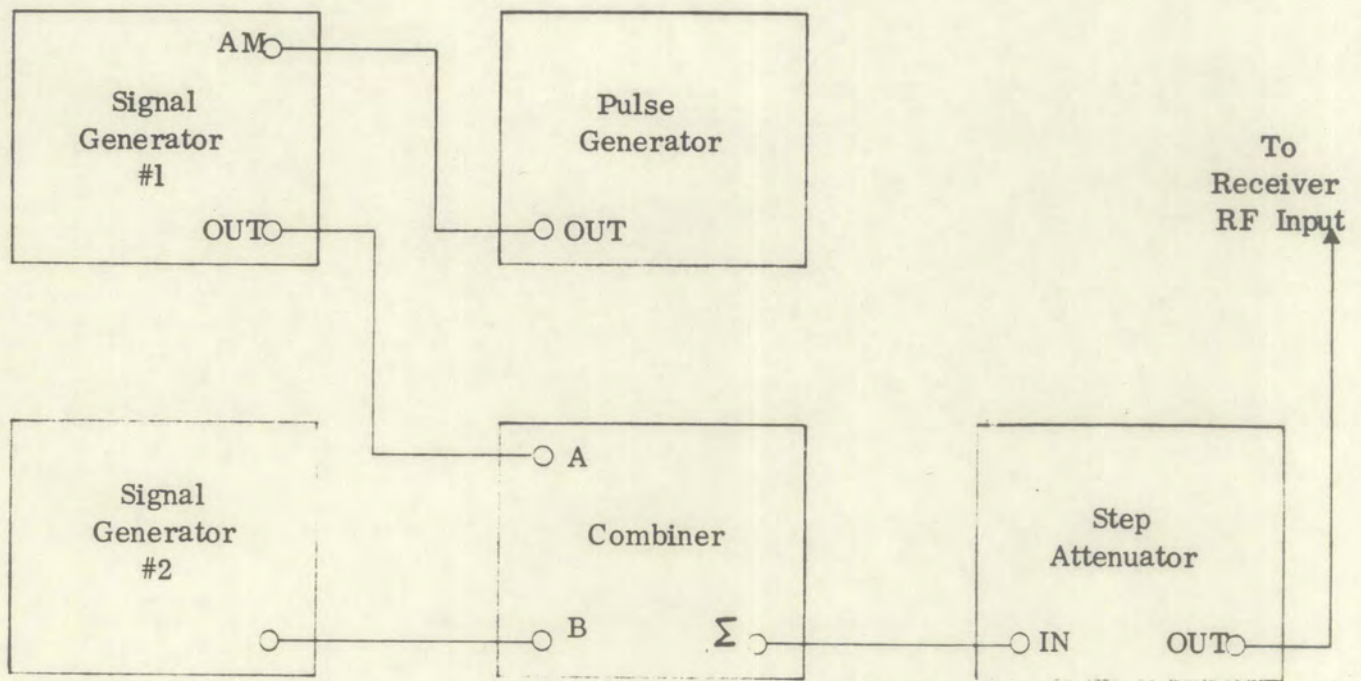 AM
Signal
Generator
#1
OUT
Pulse
Generator
OUT
To
Receiver
RF Input
Signal
Generator
#2
A
Combiner
B
Σ
Step
Attenuator
IN
OUT